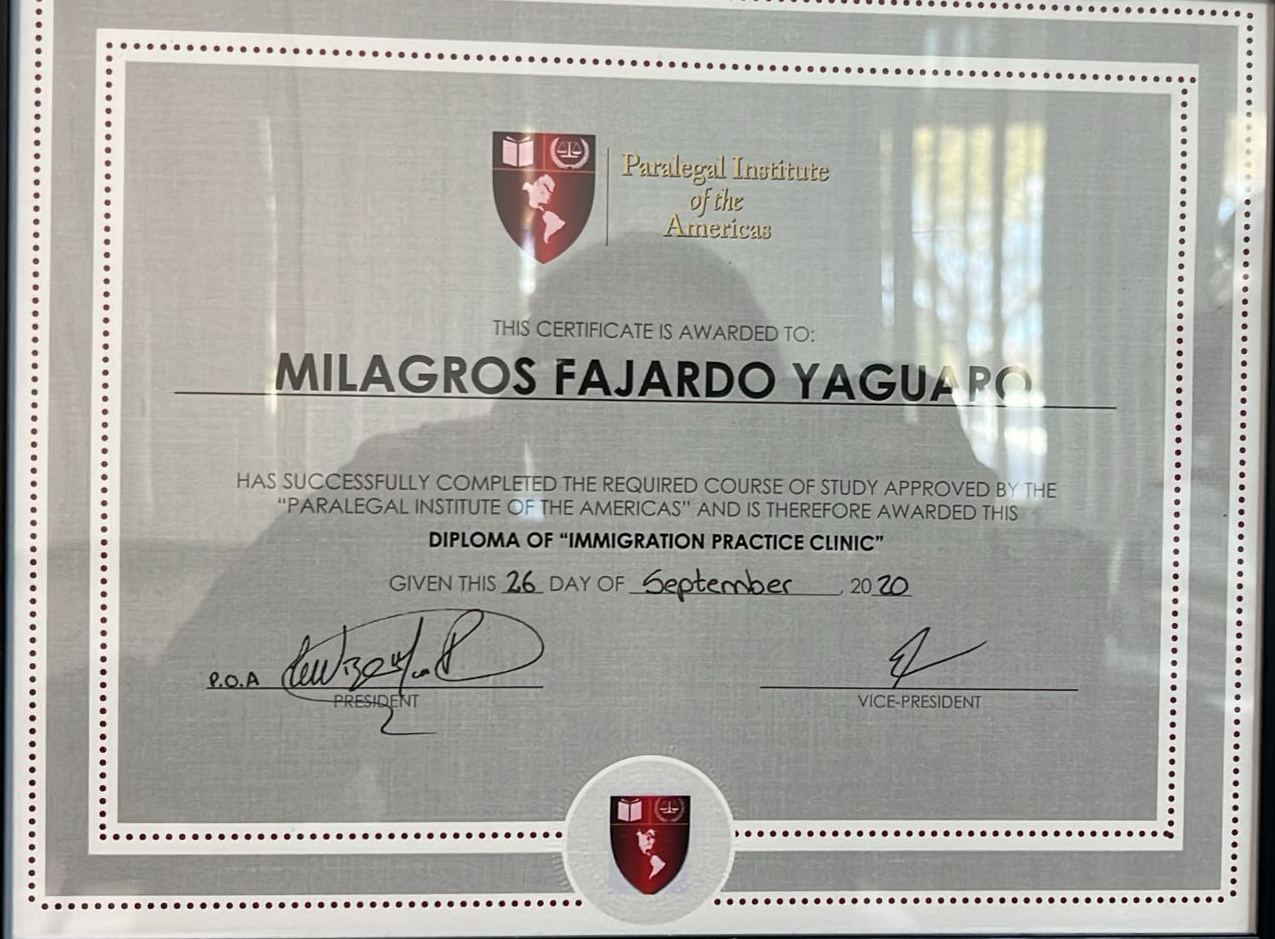 Paralegal Institute
of the
Americas
THIS CERTIFICATE IS AWARDED TO:
MILAGROS FAJARDO YAGUARO
HAS SUCCESSFULLY COMPLETED THE REQUIRED COURSE OF STUDY APPROVED BY THE
“PARALEGAL INSTITUTE OF THE AMERICAS” AND IS THEREFORE AWARDED THIS
DIPLOMA OF “IMMIGRATION PRACTICE CLINIC”
GIVEN THIS 26 DAY OF September, 2020
P.O.A
PRESIDENT
VICE-PRESIDENT